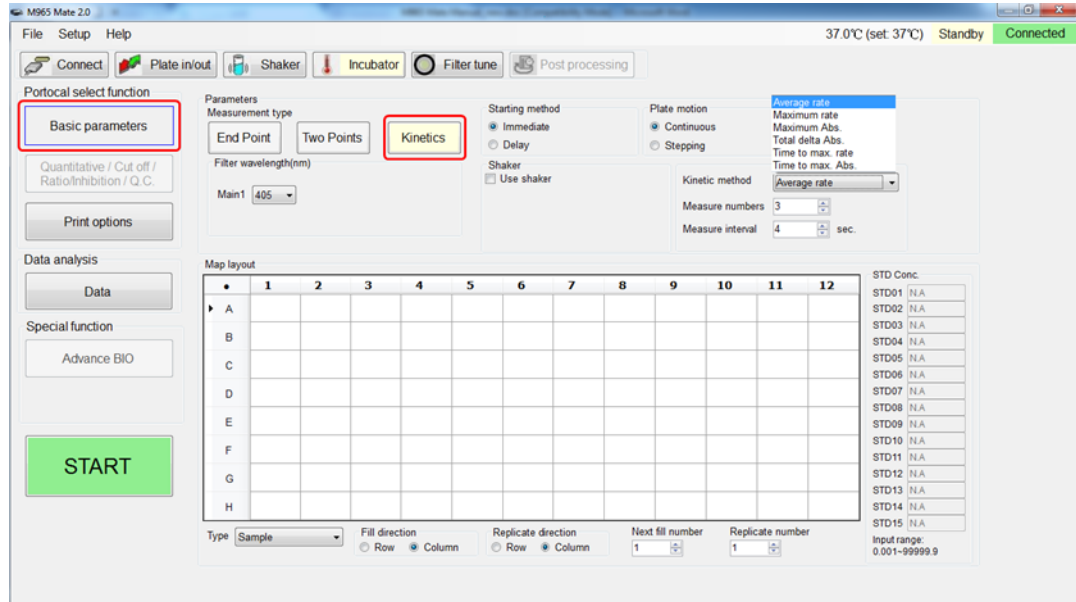 M965 Mate 2.0
File Setup Help
37.0℃ (set: 37℃) Standby Connected
Connect Plate in/out Shaker Incubator Filter tune Post processing
Portocal select function
Basic parameters
Quantitative / Cut off /
Ratio/Inhibition / Q.C.
Print options
Data analysis
Data
Special function
Advance BIO
START
Parameters
Measurement type
End Point Two Points Kinetics
Filter wavelength(nm)
Main1 405
Starting method
Immediate
Delay
Shaker
Use shaker
Plate motion
Continuous
Stepping
Average rate
Maximum rate
Maximum Abs.
Total delta Abs.
Time to max. rate
Time to max. Abs.
Kinetic method Average rate
Measure numbers 3
Measure interval 4 sec.
Map layout
1 2 3 4 5 6 7 8 9 10 11 12
A
B
C
D
E
F
G
H
STD Conc.
STD01 N.A
STD02 N.A
STD03 N.A
STD04 N.A
STD05 N.A
STD06 N.A
STD07 N.A
STD08 N.A
STD09 N.A
STD10 N.A
STD11 N.A
STD12 N.A
STD13 N.A
STD14 N.A
STD15 N.A
Input range:
0.001~99999.9
Type Sample
Fill direction
Row Column
Replicate direction
Row Column
Next fill number
1
Replicate number
1